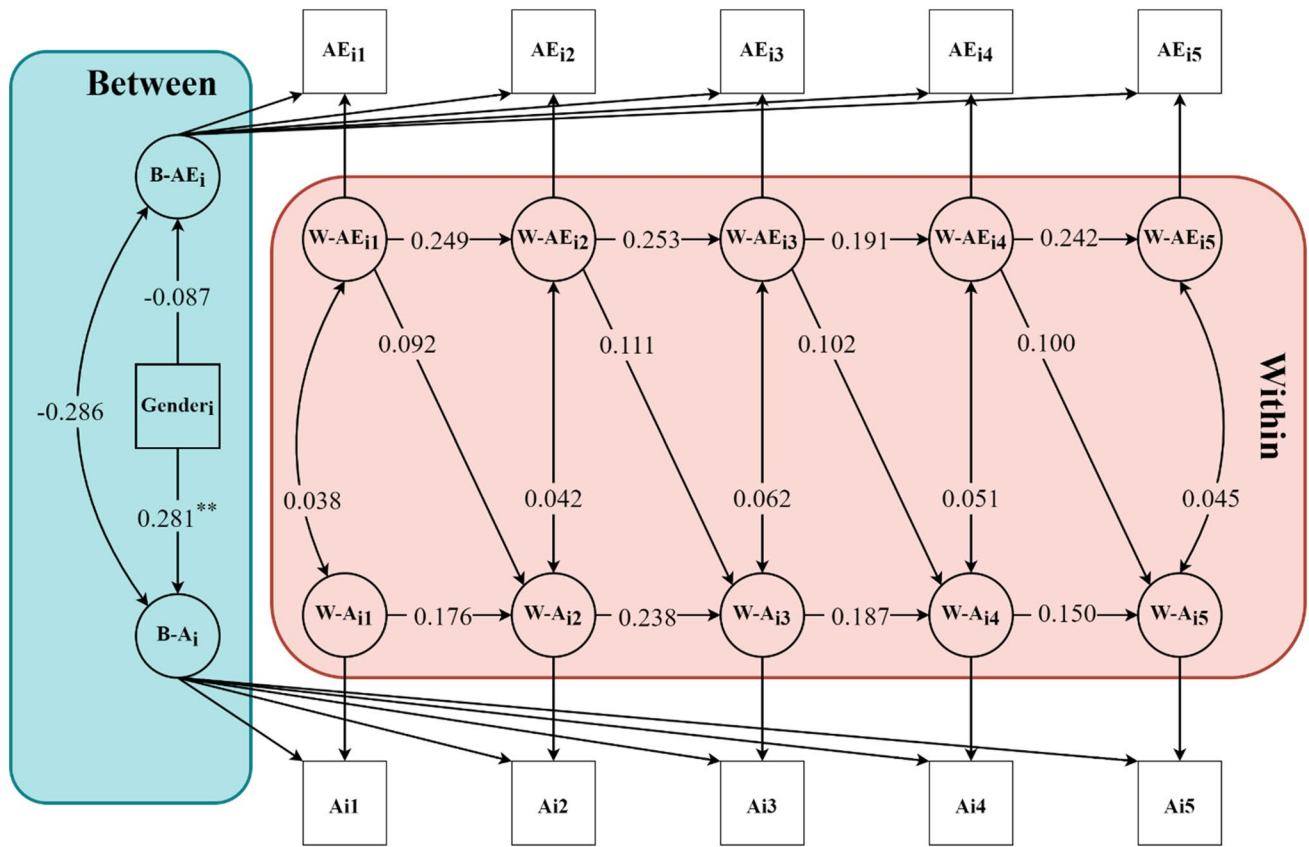 AEi1
AEi2
AEi3
AEi4
AEi5
Between
B-AEi
W-AEi1
0.249
W-AEi2
0.253
W-AEi3
0.191
W-AEi4
0.242
W-AEi5
-0.087
0.092
0.111
0.102
0.100
Genderi
-0.286
Within
0.281**
0.038
0.042
0.062
0.051
0.045
B-Ai
W-Ai1
0.176
W-Ai2
0.238
W-Ai3
0.187
W-Ai4
0.150
W-Ai5
Ai1
Ai2
Ai3
Ai4
Ai5